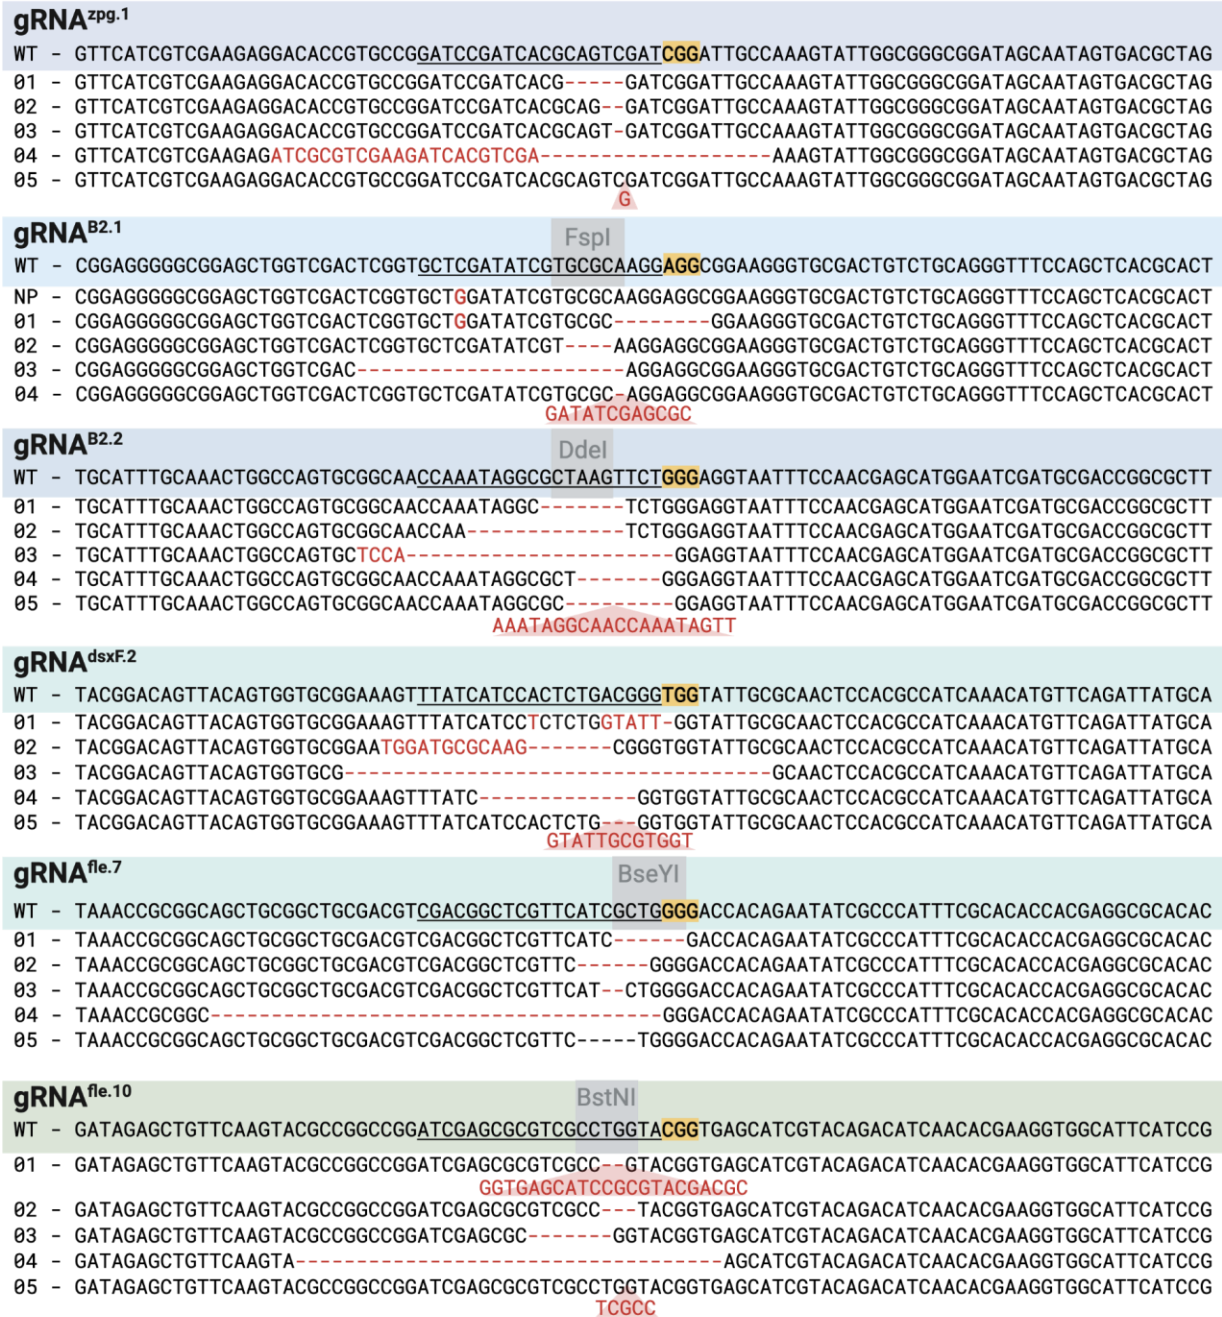 gRNAzpg.1
WT - GTTCATCGTCGAAGAGGACACCGTGCCGGATCCGATCACGCAGTCGATCGGATTGCCAAAGTATTGGCGGGCGGATAGCAATAGTGACGCTAG
01 - GTTCATCGTCGAAGAGGACACCGTGCCGGATCCGATCACG-----GATCGGATTGCCAAAGTATTGGCGGGCGGATAGCAATAGTGACGCTAG
02 - GTTCATCGTCGAAGAGGACACCGTGCCGGATCCGATCACGCAG--GATCGGATTGCCAAAGTATTGGCGGGCGGATAGCAATAGTGACGCTAG
03 - GTTCATCGTCGAAGAGGACACCGTGCCGGATCCGATCACGCAGT-GATCGGATTGCCAAAGTATTGGCGGGCGGATAGCAATAGTGACGCTAG
04 - GTTCATCGTCGAAGAGATCGCGTCGAAGATCACGTCGA-------------------AAAGTATTGGCGGGCGGATAGCAATAGTGACGCTAG
05 - GTTCATCGTCGAAGAGGACACCGTGCCGGATCCGATCACGCAGTCGATCGGATTGCCAAAGTATTGGCGGGCGGATAGCAATAGTGACGCTAG
G
gRNAB2.1
FspI
WT - CGGAGGGGGCGGAGCTGGTCGACTCGGTGCTCGATATCGTGCGCAAGGAGGCGGAAGGGTGCGACTGTCTGCAGGGTTTCCAGCTCACGCACT
NP - CGGAGGGGGCGGAGCTGGTCGACTCGGTGCTGGATATCGTGCGCAAGGAGGCGGAAGGGTGCGACTGTCTGCAGGGTTTCCAGCTCACGCACT
01 - CGGAGGGGGCGGAGCTGGTCGACTCGGTGCTGGATATCGTGCGC--------GGAAGGGTGCGACTGTCTGCAGGGTTTCCAGCTCACGCACT
02 - CGGAGGGGGCGGAGCTGGTCGACTCGGTGCTCGATATCGT----AAGGAGGCGGAAGGGTGCGACTGTCTGCAGGGTTTCCAGCTCACGCACT
03 - CGGAGGGGGCGGAGCTGGTCGAC----------------------AGGAGGCGGAAGGGTGCGACTGTCTGCAGGGTTTCCAGCTCACGCACT
04 - CGGAGGGGGCGGAGCTGGTCGACTCGGTGCTCGATATCGTGCGC-AGGAGGCGGAAGGGTGCGACTGTCTGCAGGGTTTCCAGCTCACGCACT
GATATCGAGCGC
gRNAB2.2
DdeI
WT - TGCATTTGCAAACTGGCCAGTGCGGCAACCAAATAGGCGCTAAGTTCTGGGAGGTAATTTCCAACGAGCATGGAATCGATGCGACCGGCGCTT
01 - TGCATTTGCAAACTGGCCAGTGCGGCAACCAAATAGGC-------TCTGGGAGGTAATTTCCAACGAGCATGGAATCGATGCGACCGGCGCTT
02 - TGCATTTGCAAACTGGCCAGTGCGGCAACCAA-------------TCTGGGAGGTAATTTCCAACGAGCATGGAATCGATGCGACCGGCGCTT
03 - TGCATTTGCAAACTGGCCAGTGCTCCA----------------------GGAGGTAATTTCCAACGAGCATGGAATCGATGCGACCGGCGCTT
04 - TGCATTTGCAAACTGGCCAGTGCGGCAACCAAATAGGCGCT-------GGGAGGTAATTTCCAACGAGCATGGAATCGATGCGACCGGCGCTT
05 - TGCATTTGCAAACTGGCCAGTGCGGCAACCAAATAGGCGC---------GGAGGTAATTTCCAACGAGCATGGAATCGATGCGACCGGCGCTT
AAATAGGCAACCAAATAGTT
gRNAdsxF.2
WT - TACGGACAGTTACAGTGGTGCGGAAAGTTTATCATCCACTCTGACGGGTGGTATTGCGCAACTCCACGCCATCAAACATGTTCAGATTATGCA
01 - TACGGACAGTTACAGTGGTGCGGAAAGTTTATCATCCTCTCTGGTATT-GGTATTGCGCAACTCCACGCCATCAAACATGTTCAGATTATGCA
02 - TACGGACAGTTACAGTGGTGCGGAATGGATGCGCAAG-------CGGGTGGTATTGCGCAACTCCACGCCATCAAACATGTTCAGATTATGCA
03 - TACGGACAGTTACAGTGGTGCG-----------------------------------GCAACTCCACGCCATCAAACATGTTCAGATTATGCA
04 - TACGGACAGTTACAGTGGTGCGGAAAGTTTATC-------------GGTGGTATTGCGCAACTCCACGCCATCAAACATGTTCAGATTATGCA
05 - TACGGACAGTTACAGTGGTGCGGAAAGTTTATCATCCACTCTG---GGTGGTATTGCGCAACTCCACGCCATCAAACATGTTCAGATTATGCA
GTATTGCGTGGT
gRNAfle.7
BseYI
WT - TAAACCGCGGCAGCTGCGGCTGCGACGTCGACGGCTCGTTCATCGCTGGGGACCACAGAATATCGCCCATTTCGCACACCACGAGGCGCACAC
01 - TAAACCGCGGCAGCTGCGGCTGCGACGTCGACGGCTCGTTCATC------GACCACAGAATATCGCCCATTTCGCACACCACGAGGCGCACAC
02 - TAAACCGCGGCAGCTGCGGCTGCGACGTCGACGGCTCGTTC------GGGGACCACAGAATATCGCCCATTTCGCACACCACGAGGCGCACAC
03 - TAAACCGCGGCAGCTGCGGCTGCGACGTCGACGGCTCGTTCAT--CTGGGGACCACAGAATATCGCCCATTTCGCACACCACGAGGCGCACAC
04 - TAAACCGCGGC-------------------------------------GGGACCACAGAATATCGCCCATTTCGCACACCACGAGGCGCACAC
05 - TAAACCGCGGCAGCTGCGGCTGCGACGTCGACGGCTCGTTC-----TGGGGACCACAGAATATCGCCCATTTCGCACACCACGAGGCGCACAC
gRNAfle.10
BstNI
WT - GATAGAGCTGTTCAAGTACGCCGGCCGGATCGAGCGCGTCGCCTGGTACGGTGAGCATCGTACAGACATCAACACGAAGGTGGCATTCATCCG
01 - GATAGAGCTGTTCAAGTACGCCGGCCGGATCGAGCGCGTCGCC--GTACGGTGAGCATCGTACAGACATCAACACGAAGGTGGCATTCATCCG
GGTGAGCATCCGCGTACGACGC
02 - GATAGAGCTGTTCAAGTACGCCGGCCGGATCGAGCGCGTCGCC---TACGGTGAGCATCGTACAGACATCAACACGAAGGTGGCATTCATCCG
03 - GATAGAGCTGTTCAAGTACGCCGGCCGGATCGAGCGC-------GGTACGGTGAGCATCGTACAGACATCAACACGAAGGTGGCATTCATCCG
04 - GATAGAGCTGTTCAAGTA-----------------------------------AGCATCGTACAGACATCAACACGAAGGTGGCATTCATCCG
05 - GATAGAGCTGTTCAAGTACGCCGGCCGGATCGAGCGCGTCGCCTGGTACGGTGAGCATCGTACAGACATCAACACGAAGGTGGCATTCATCCG
TCGCC